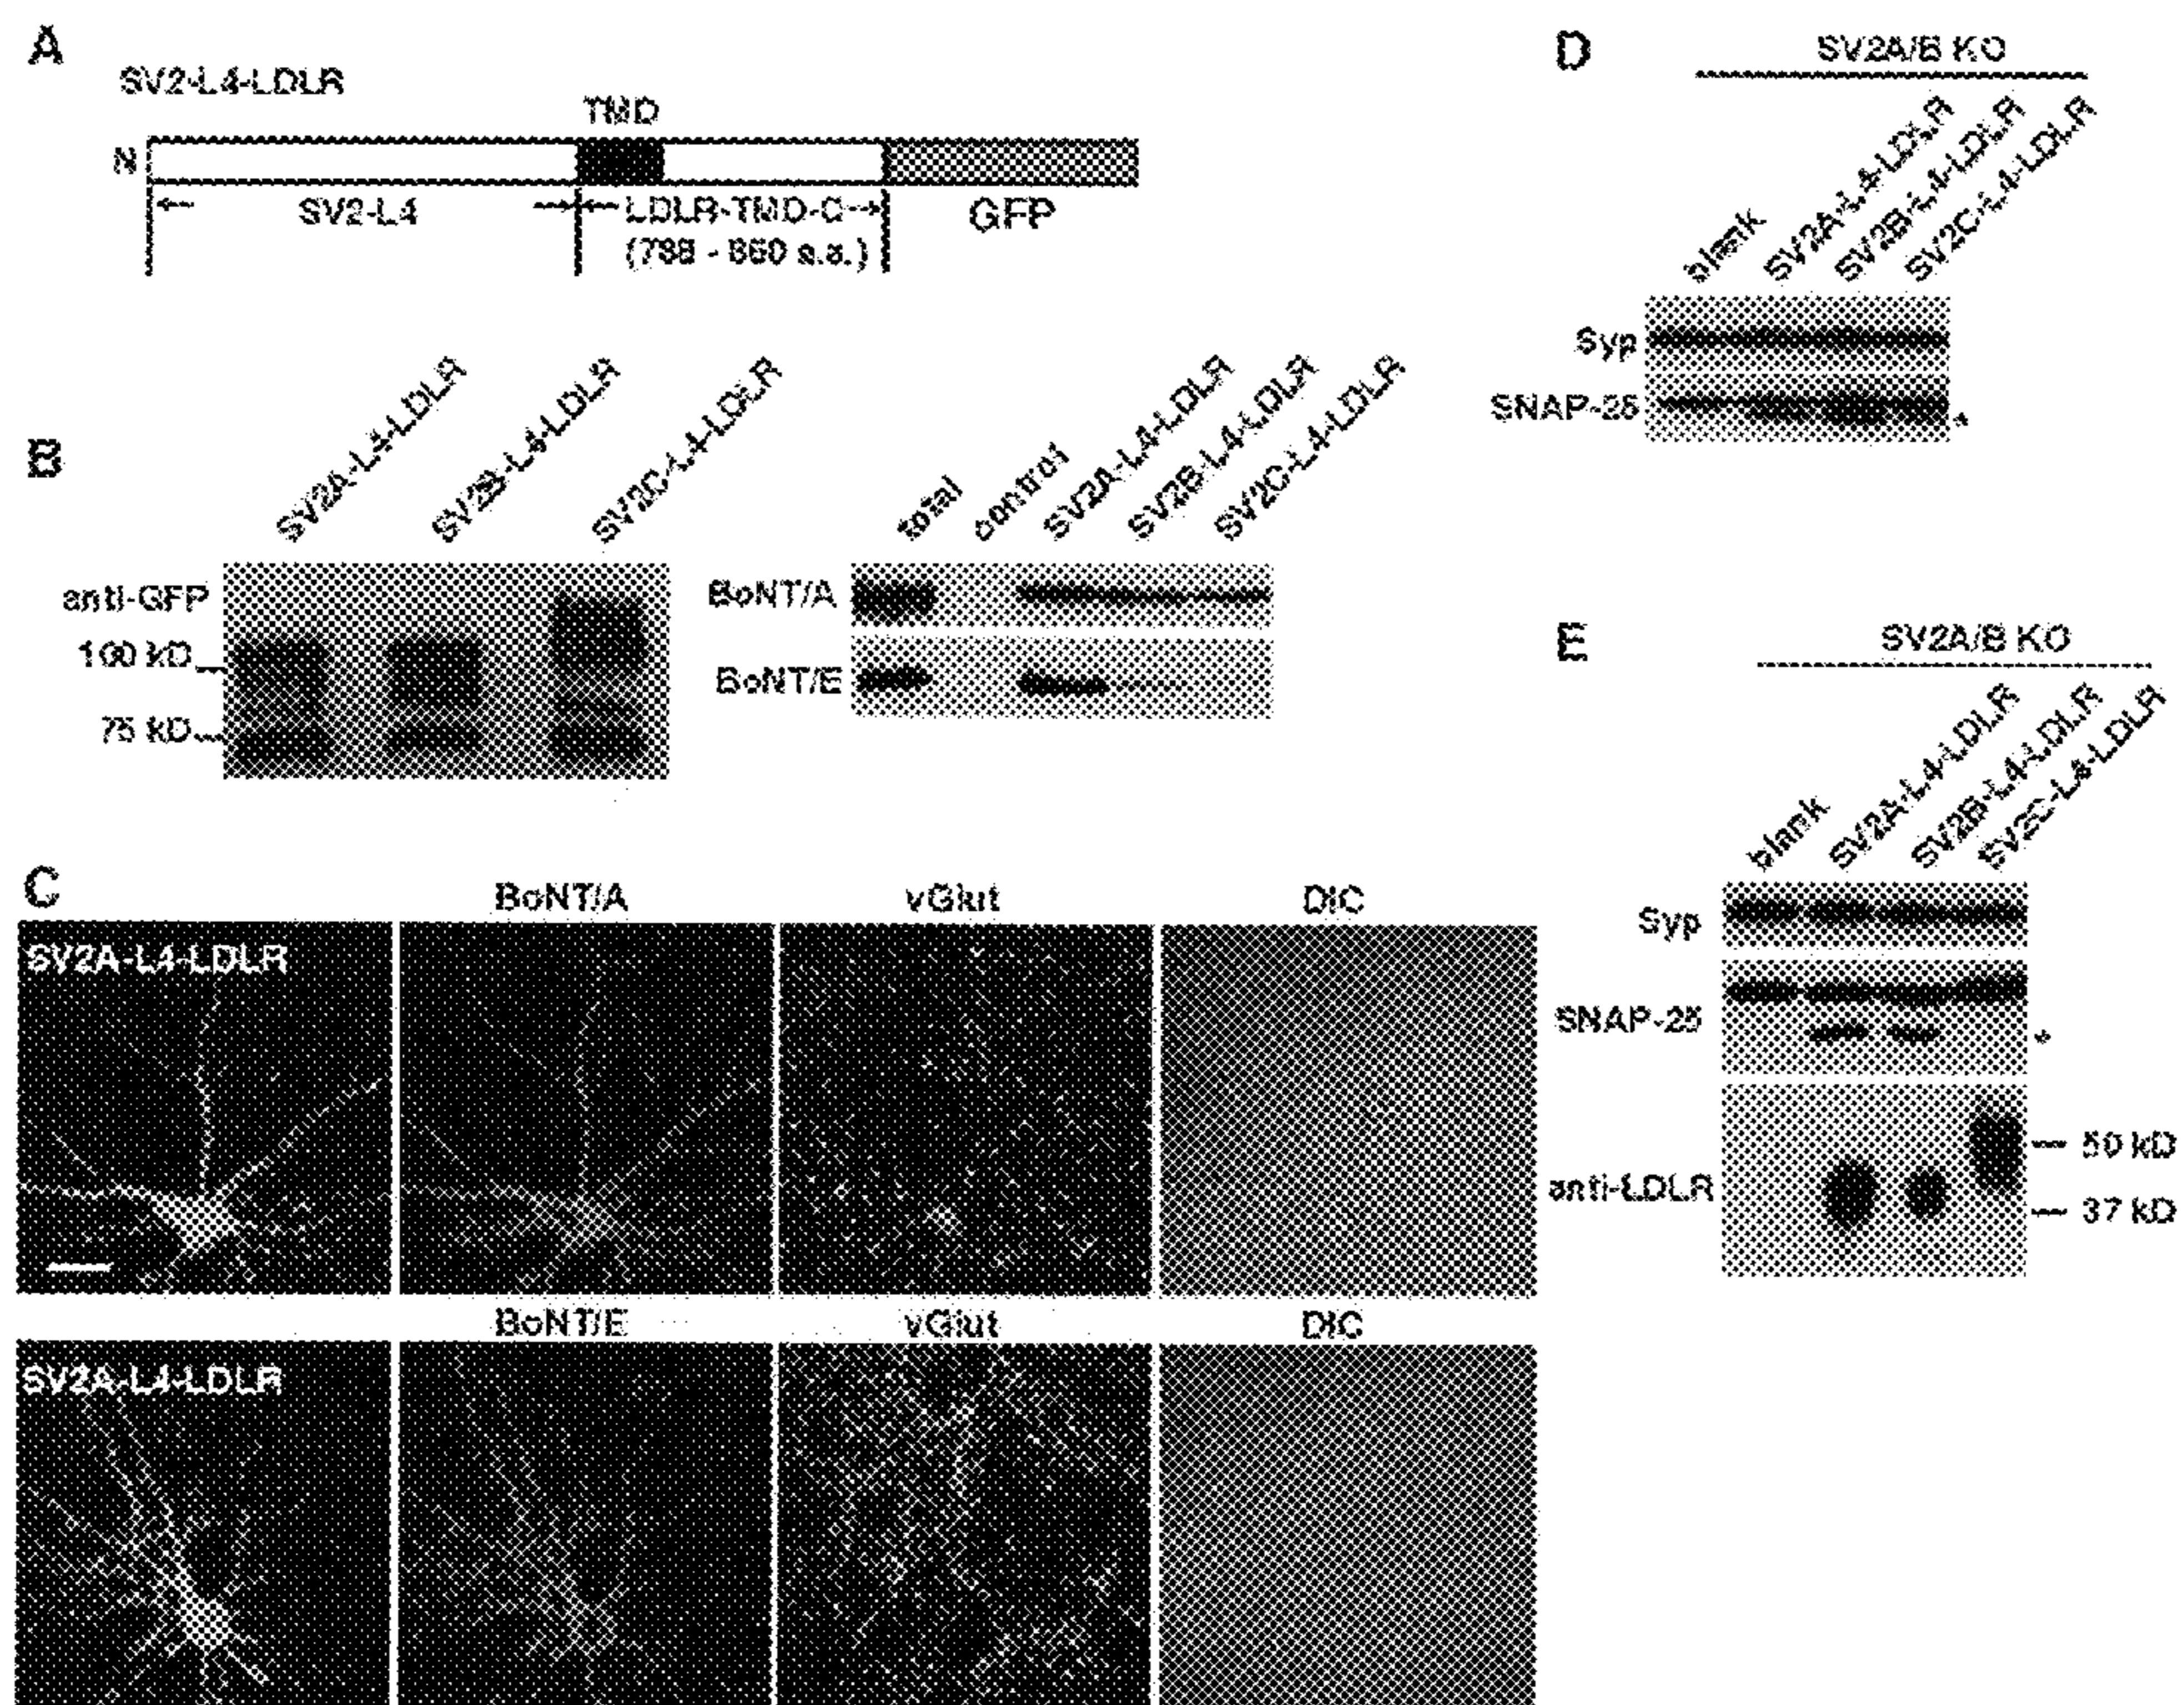 A
SV2-L4-LDLR
TMD
N
SV2-L4
LDLR-TMD-C
GFP
(788 - 860 a.a.)
B
SV2A-L4-LDLR
SV2B-L4-LDLR
SV2C-L4-LDLR
anti-GFP
100 kD
75 kD
total
control
SV2A-L4-LDLR
SV2B-L4-LDLR
SV2C-L4-LDLR
BoNT/A
BoNT/E
C
BoNT/A
vGlut
DIC
SV2A-L4-LDLR
BoNT/E
vGlut
DIC
SV2A-L4-LDLR
D
SV2A/B KO
blank
SV2A-L4-LDLR
SV2B-L4-LDLR
SV2C-L4-LDLR
Syp
SNAP-25
*
E
SV2A/B KO
blank
SV2A-L4-LDLR
SV2B-L4-LDLR
SV2C-L4-LDLR
Syp
SNAP-25
*
anti-LDLR
50 kD
37 kD